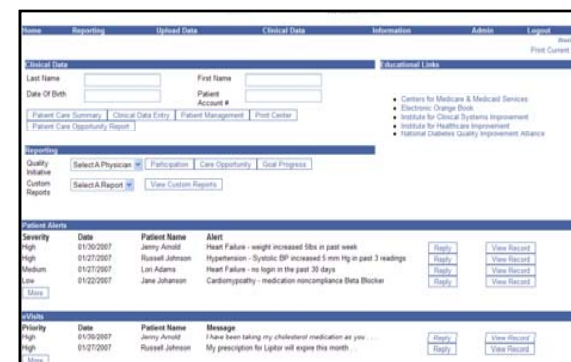 Home Reporting Upload Data Clinical Data Information Admin Logout
Print Current
Clinical Data
Educational Links
Last Name First Name
Date Of Birth Patient Account #
Patient Care Summary Clinical Data Entry Patient Management Print Center
Patient Care Opportunity Report
Centers for Medicare & Medicaid Services
Electronic Orange Book
Institute for Clinical Systems Improvement
Institute for Healthcare Improvement
National Diabetes Quality Improvement Alliance
Reporting
Quality Initiative Select A Physician Participation Care Opportunity Goal Progress
Custom Reports Select A Report View Custom Reports
Patient Alerts
Severity Date Patient Name Alert
High 01/30/2007 Jenny Arnold Heart Failure - weight increased 5lbs in past week Reply View Record
High 01/27/2007 Russell Johnson Hypertension - Systolic BP increased 5 mm Hg in past 3 readings Reply View Record
Medium 01/27/2007 Lori Adams Heart Failure - no login in the past 30 days Reply View Record
Low 01/22/2007 Jane Johanson Cardiomypoathy - medication noncompliance Beta Blocker Reply View Record
More
eVisits
Priority Date Patient Name Message
High 01/30/2007 Jenny Arnold I have been taking my cholesterol medication as you . . . . Reply View Record
High 01/27/2007 Russell Johnson My prescription for Lipitor will expire this month . . Reply View Record
More